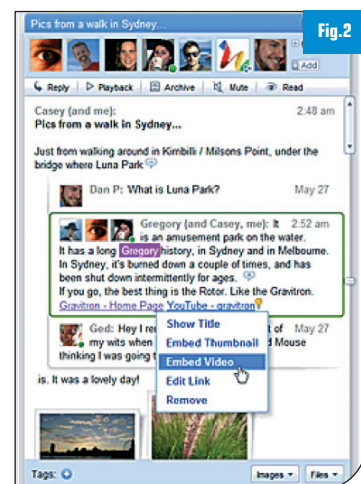 Pics from a walk in Sydney...
Fig.2
Add
Reply Playback Archive Mute Read
Casey (and me): 2:48 am
Pics from a walk in Sydney...
Just from walking around in Kimbilli / Milsons Point, under the
bridge where Luna Park
Dan P: What is Luna Park? May 27
Gregory (and Casey, me): It 2:52 am
is an amusement park on the water.
It has a long Gregory history, in Sydney and in Melbourne.
In Sydney, it's burned down a couple of times, and has
been shut down intermittently for ages.
If you go, the best thing is the Rotor. Like the Gravitron.
Gravitron - Home Page YouTube - gravitron
Show Title
Embed Thumbnail
Embed Video
Edit Link
Remove
Ged: Hey I re of May 27
my wits when d Mouse
thinking I was going t
is. It was a lovely day!
Tags: Images Files